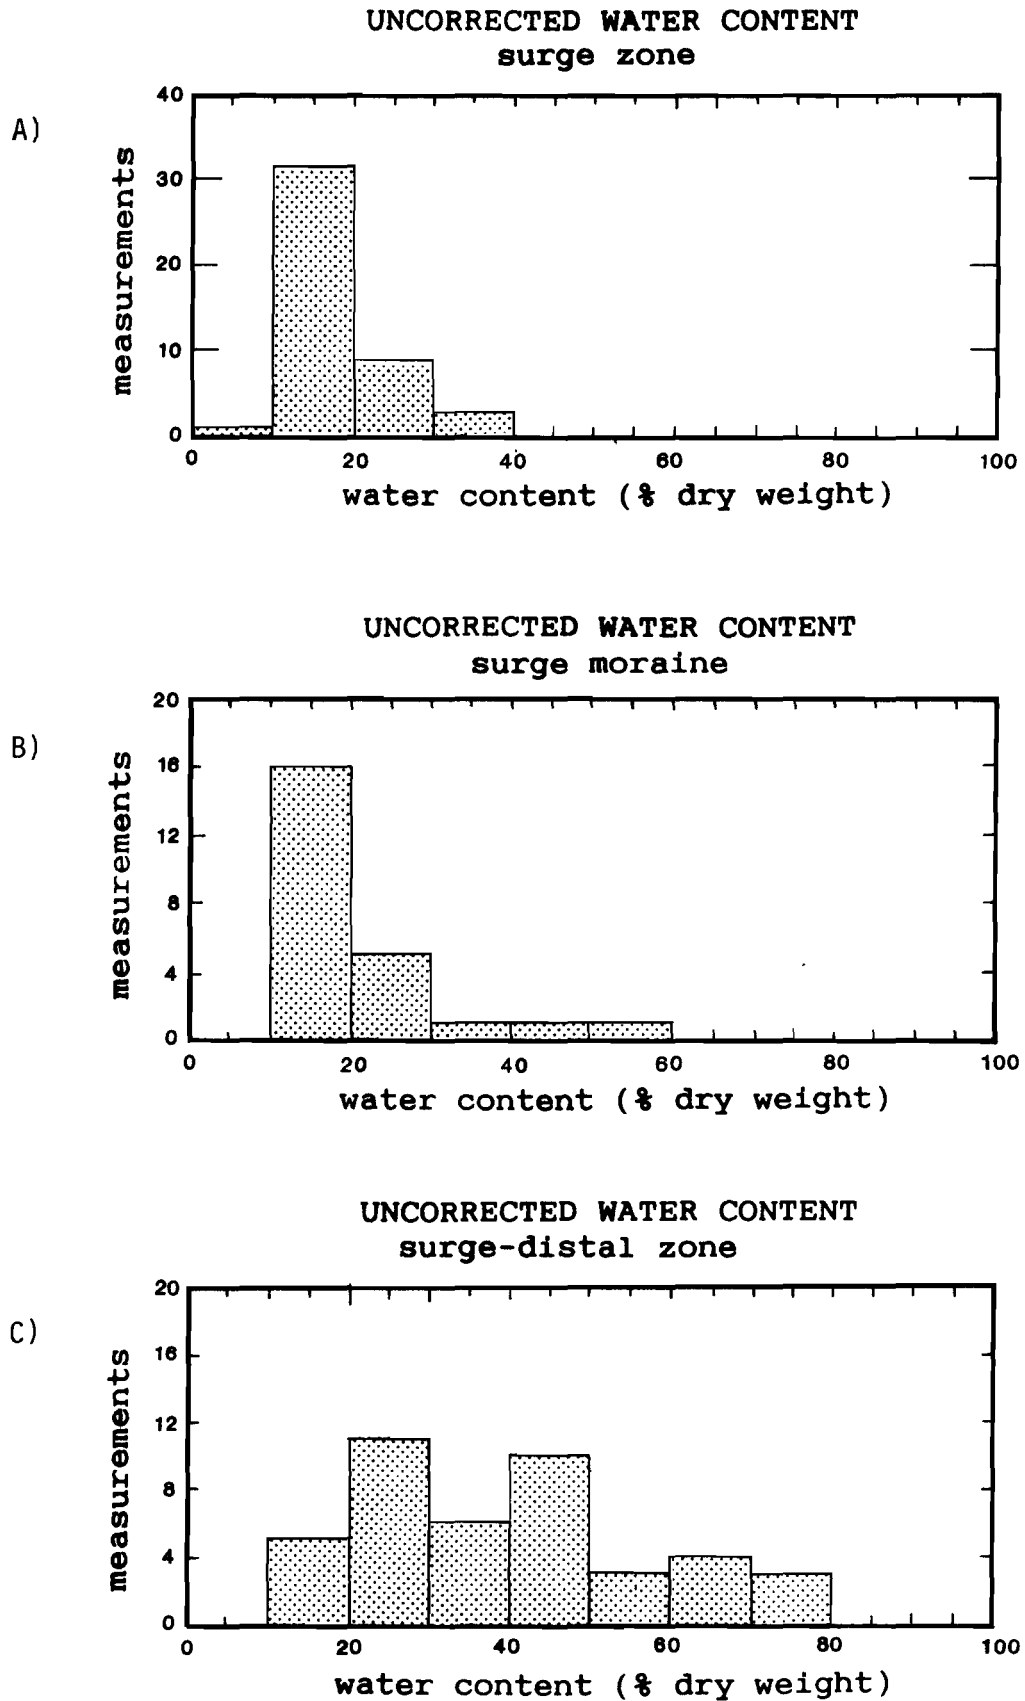 UNCORRECTED WATER CONTENT
surge zone
A)
measurements
40
30
20
10
0
0 20 40 60 80 100
water content (% dry weight)
UNCORRECTED WATER CONTENT
surge moraine
B)
measurements
20
16
12
8
4
0
0 20 40 60 80 100
water content (% dry weight)
UNCORRECTED WATER CONTENT
surge-distal zone
C)
measurements
20
16
12
8
4
0
0 20 40 60 80 100
water content (% dry weight)